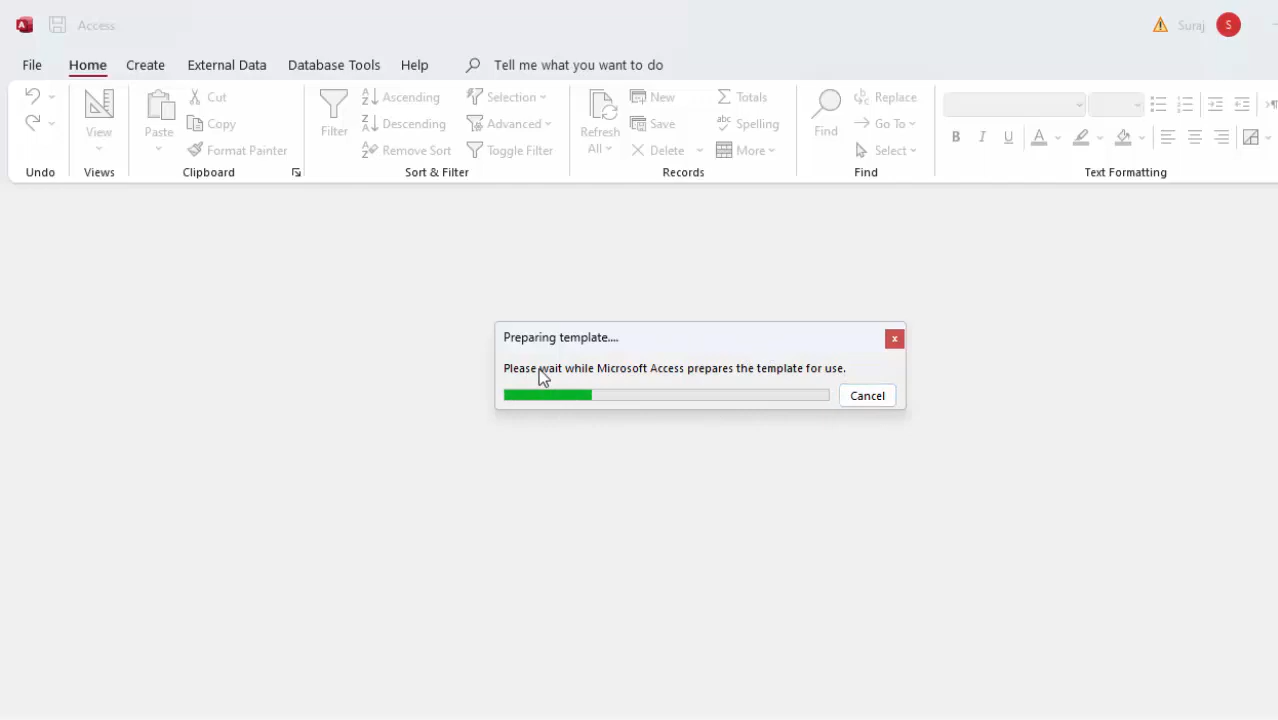 Access
Suraj S
File Home Create External Data Database Tools Help Tell me what you want to do
Cut Ascending Selection New Totals Replace
View Paste Copy Filter Descending Advanced Refresh All Save Spelling Find Go To
Format Painter Remove Sort Toggle Filter Delete More Select B I U A
Undo Views Clipboard Sort & Filter Records Find Text Formatting
Preparing template....
Please wait while Microsoft Access prepares the template for use.
Cancel